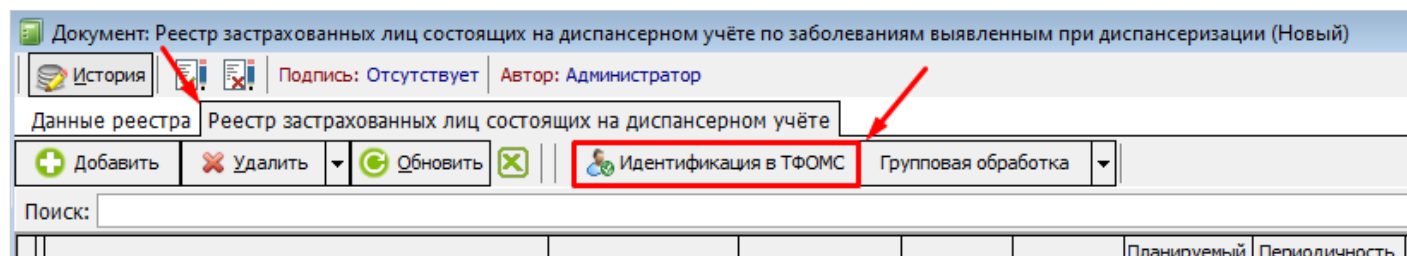 Документ: Реестр застрахованных лиц состоящих на диспансерном учёте по заболеваниям выявленным при диспансеризации (Новый)
История Подпись: Отсутствует Автор: Администратор
Данные реестра Реестр застрахованных лиц состоящих на диспансерном учёте
Добавить Удалить Обновить Идентификация в ТФОМС Групповая обработка
Поиск:
Планируемый Периодичность